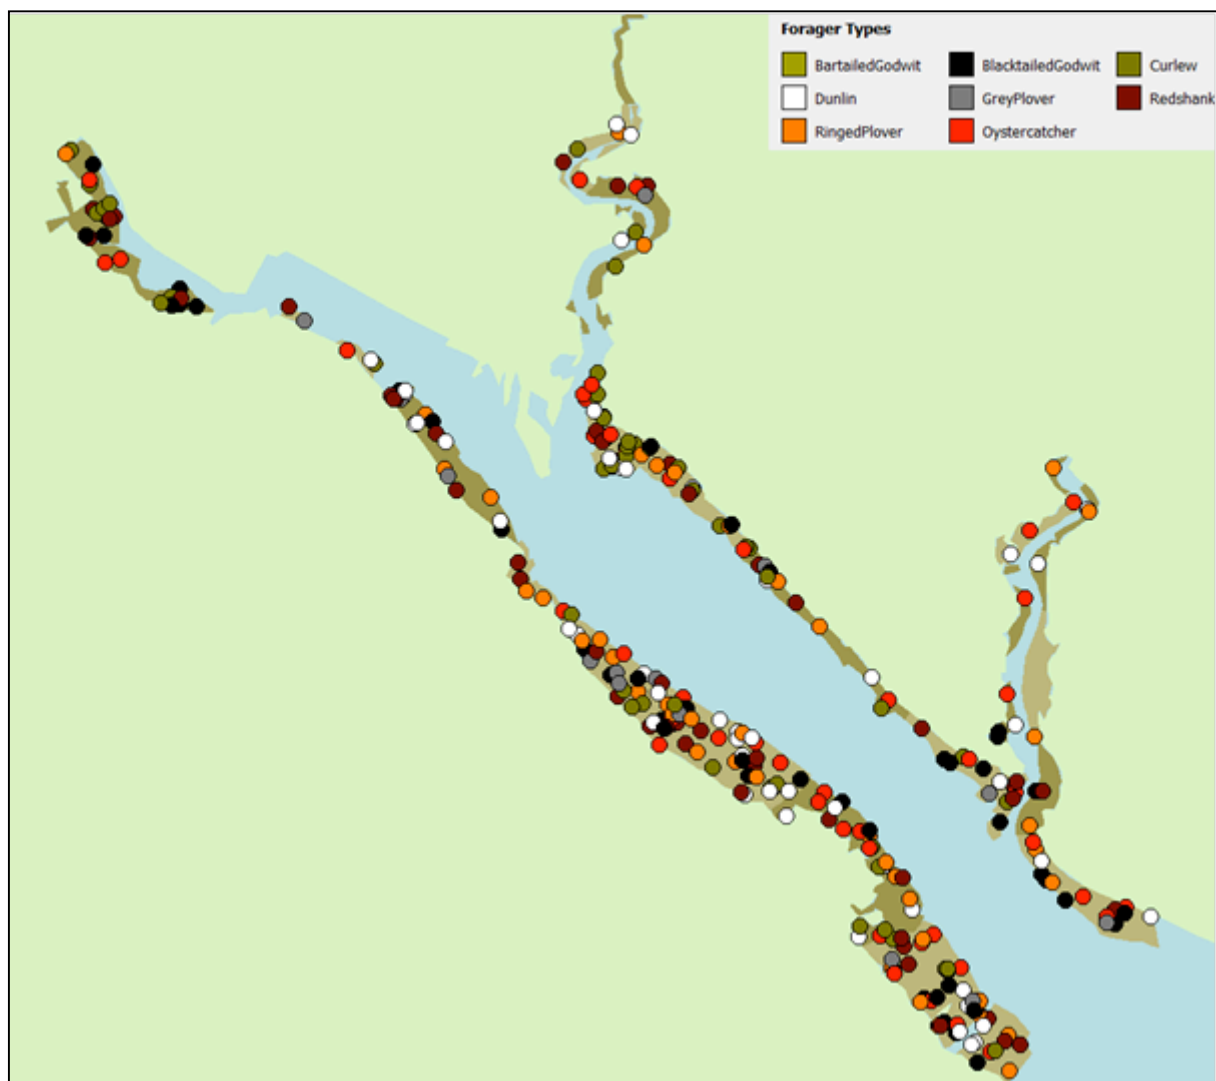 Forager Types
BartailedGodwit BlacktailedGodwit Curlew
Dunlin GreyPlover Redshank
RingedPlover Oystercatcher